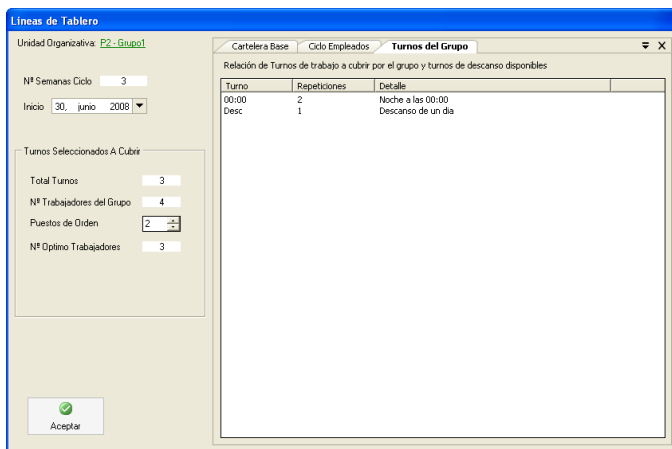 Líneas de Tablero
Unidad Organizativa: P2 - Grupo1
Nº Semanas Ciclo 3
Inicio 30, junio 2008
Turnos Seleccionados A Cubrir
Total Turnos 3
Nº Trabajadores del Grupo 4
Puestos de Orden 2
Nº Optimo Trabajadores 3
Aceptar
Cartelera Base Ciclo Empleados Turnos del Grupo
Relación de Turnos de trabajo a cubrir por el grupo y turnos de descanso disponibles
Turno Repeticiones Detalle
00:00 2 Noche a las 00:00
Desc 1 Descanso de un dia